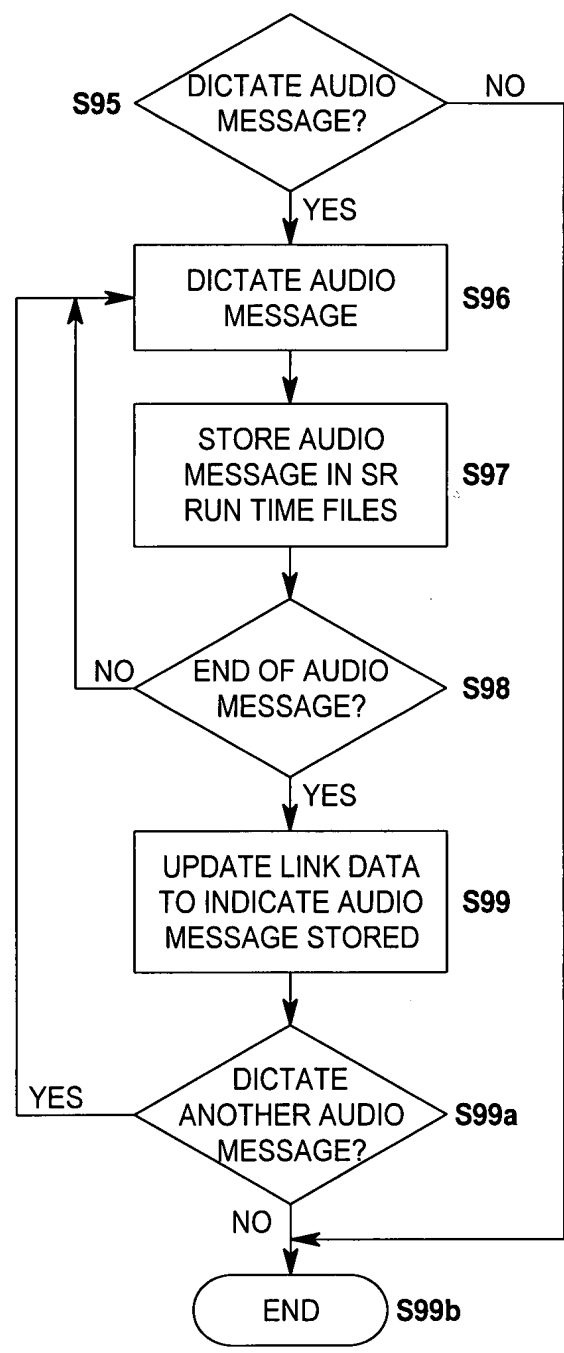 DICTATE AUDIO
MESSAGE?
S95
NO
YES
DICTATE AUDIO
MESSAGE
S96
STORE AUDIO
MESSAGE IN SR
RUN TIME FILES
S97
NO
END OF AUDIO
MESSAGE?
S98
YES
UPDATE LINK DATA
TO INDICATE AUDIO
MESSAGE STORED
S99
YES
DICTATE
ANOTHER AUDIO
MESSAGE?
S99a
NO
END
S99b